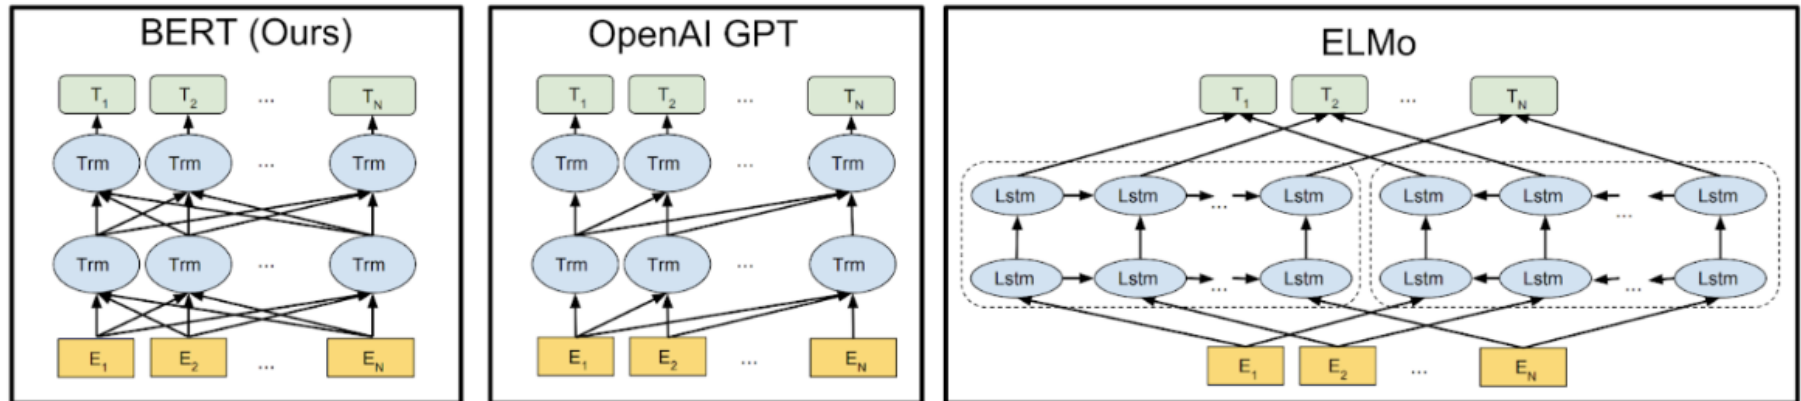 BERT (Ours)
T1 T2 ... TN
Trm Trm ... Trm
Trm Trm ... Trm
E1 E2 ... EN
OpenAI GPT
T1 T2 ... TN
Trm Trm ... Trm
Trm Trm ... Trm
E1 E2 ... EN
ELMo
T1 T2 ... TN
Lstm Lstm ... Lstm Lstm Lstm ... Lstm
Lstm Lstm ... Lstm Lstm Lstm ... Lstm
E1 E2 ... EN